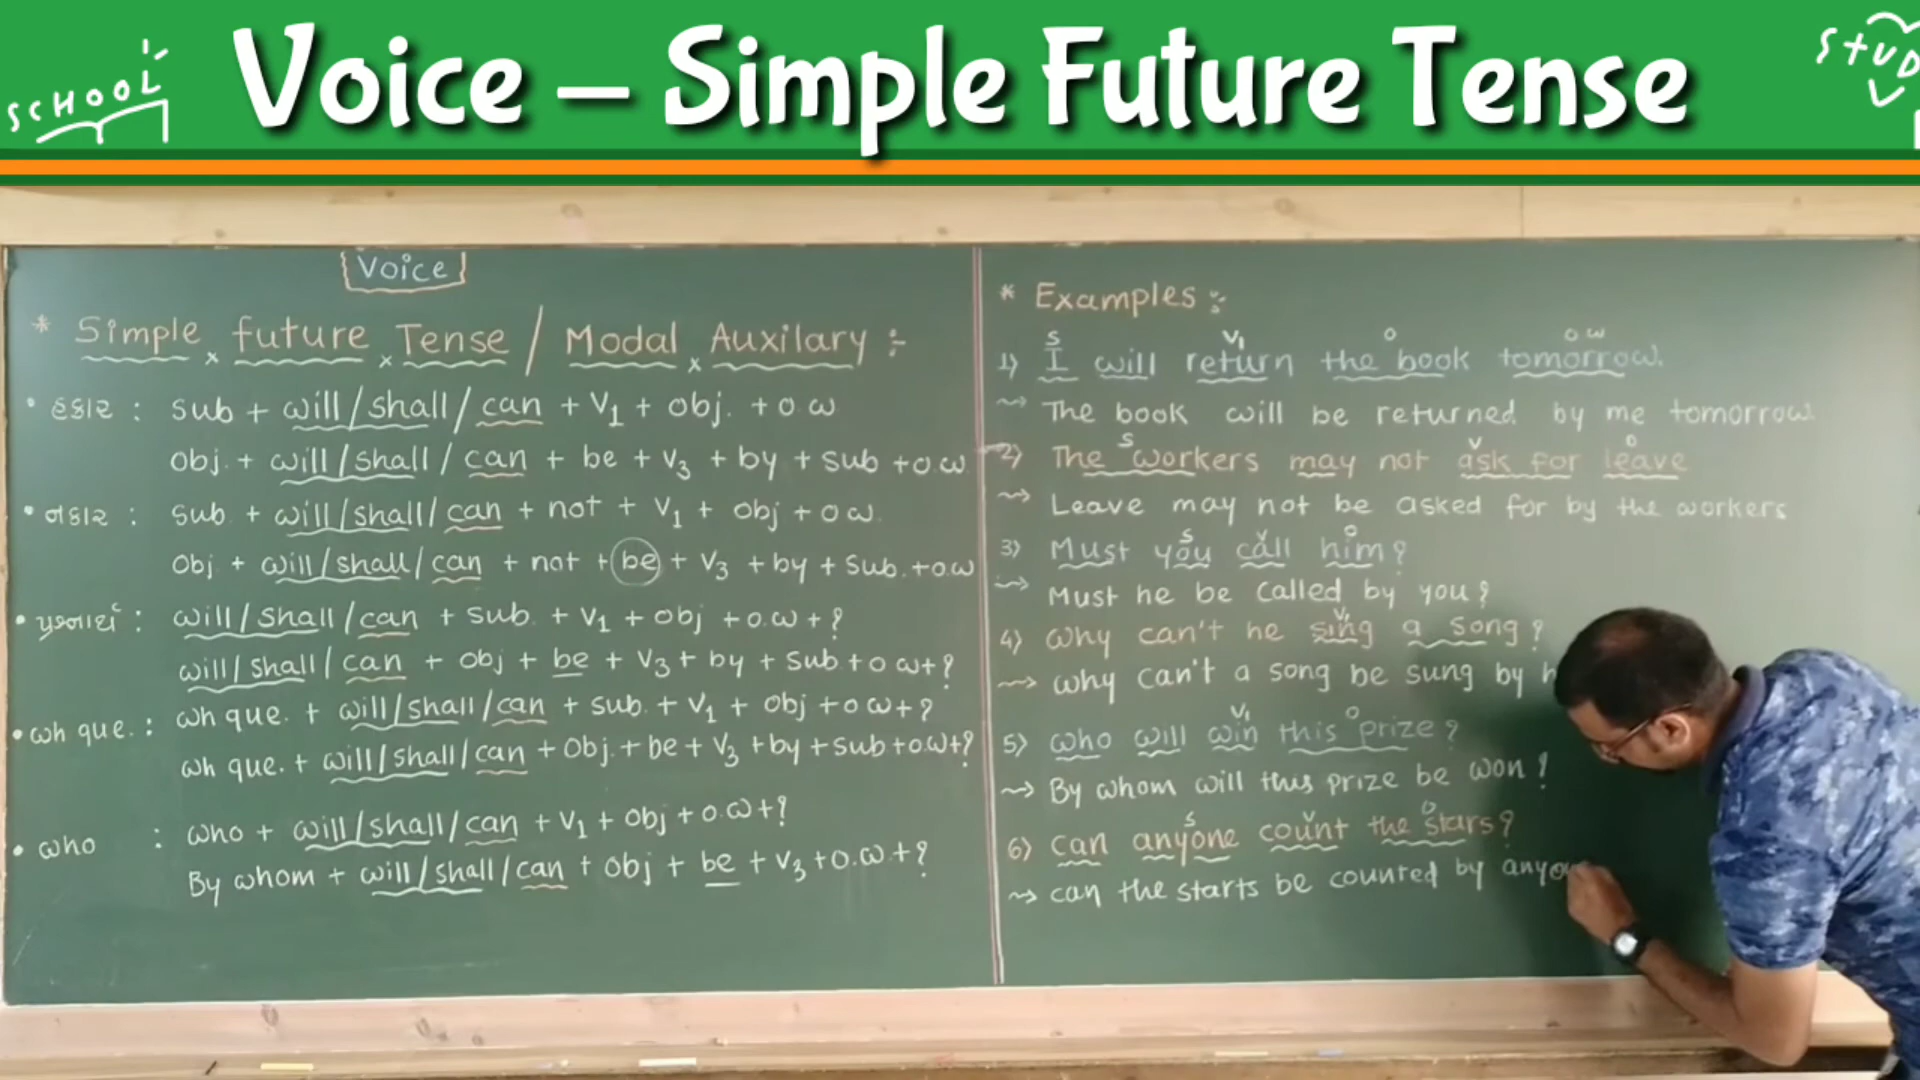 SCHOOL
Voice – Simple Future Tense
STUD
Voice
* Simple x future x Tense / Modal x Auxilary :-
• હકાર : sub + will/shall/can + V1 + obj. + o.w
obj. + will/shall/can + be + V3 + by + sub + o.w
• નકાર : sub + will/shall/can + not + V1 + obj + o.w.
Obj + will/shall/can + not + be + V3 + by + Sub. + o.w
• પ્રશ્નાર્થ : will/shall/can + sub. + V1 + obj + o.w + ?
will/shall/can + obj + be + V3 + by + sub + o.w + ?
• wh que. : wh que. + will/shall/can + sub. + V1 + obj + o.w + ?
wh que. + will/shall/can + obj. + be + V3 + by + sub + o.w + ?
• who : who + will/shall/can + V1 + obj + o.w + ?
By whom + will/shall/can + obj + be + V3 + o.w + ?
* Examples :-
S V1 o o w
1) I will return the book tomorrow.
The book will be returned by me tomorrow.
S V o
2) The workers may not ask for leave
Leave may not be asked for by the workers
S V o
3) Must you call him?
Must he be called by you?
V1
4) Why can't he sing a song?
why can't a song be sung by h
V1 o
5) who will win this prize?
By whom will this prize be won?
S V o
6) can anyone count the stars?
can the starts be counted by anyo